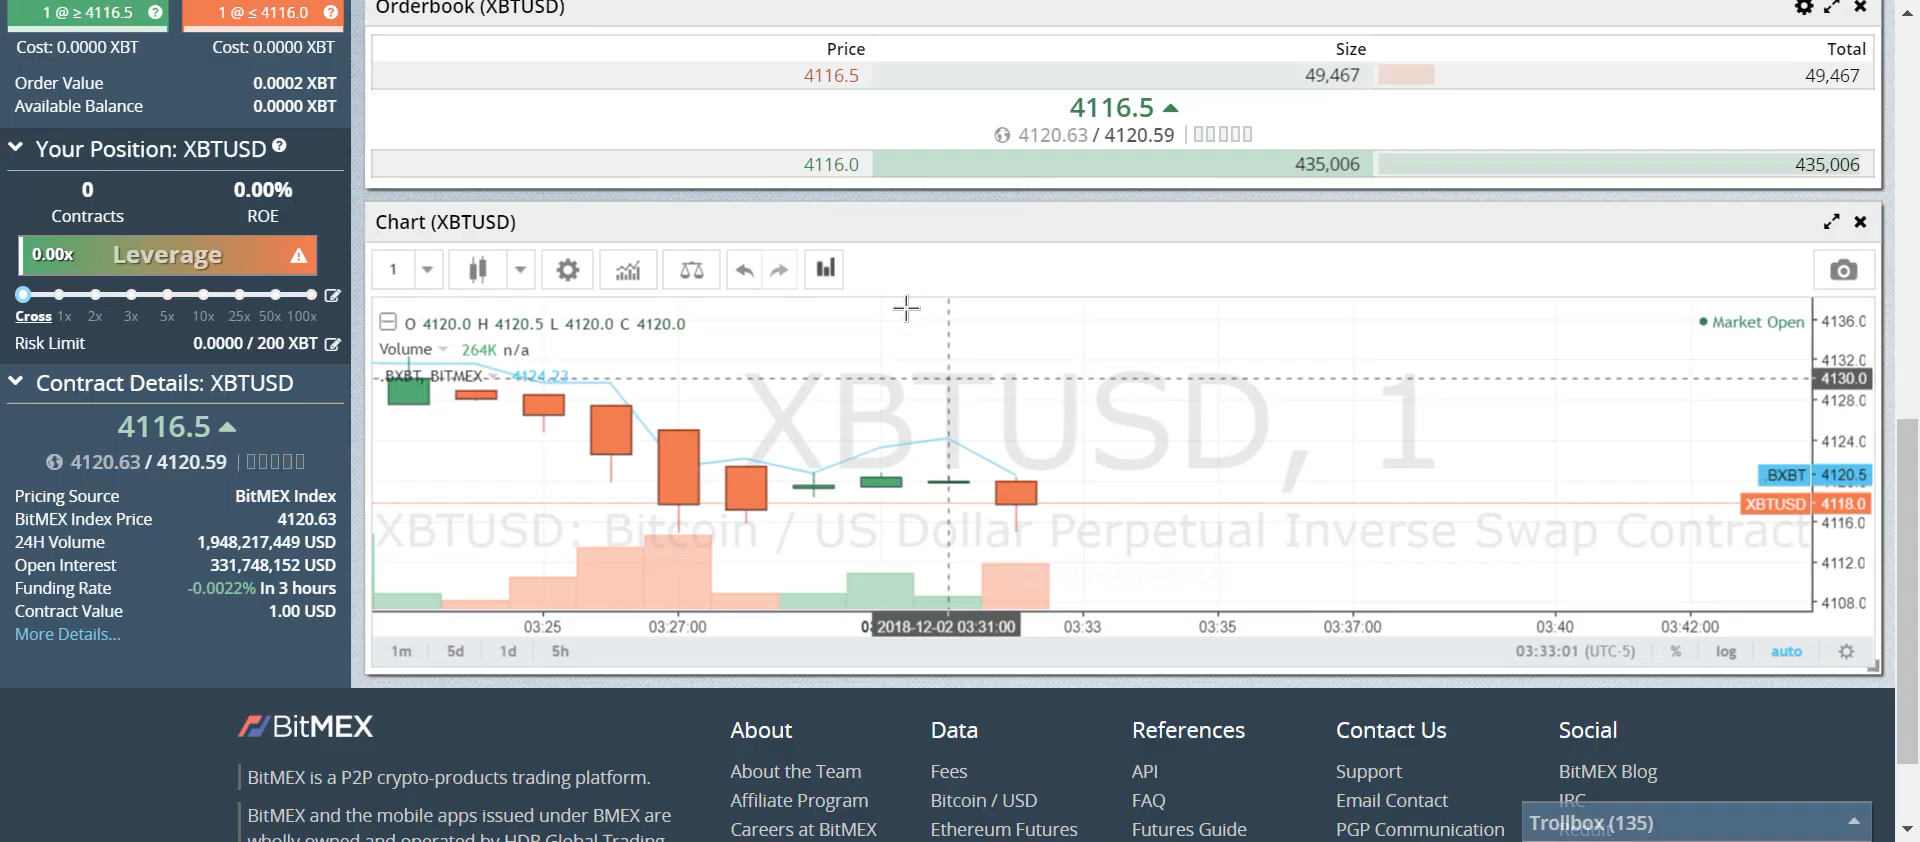 1 @ ≥ 4116.5
1 @ ≤ 4116.0
Cost: 0.0000 XBT
Cost: 0.0000 XBT
Order Value 0.0002 XBT
Available Balance 0.0000 XBT
Your Position: XBTUSD
0 0.00%
Contracts ROE
0.00x Leverage
Cross 1x 2x 3x 5x 10x 25x 50x 100x
Risk Limit 0.0000 / 200 XBT
Contract Details: XBTUSD
4116.5
4120.63 / 4120.59
Pricing Source BitMEX Index
BitMEX Index Price 4120.63
24H Volume 1,948,217,449 USD
Open Interest 331,748,152 USD
Funding Rate -0.0022% In 3 hours
Contract Value 1.00 USD
More Details...
Orderbook (XBTUSD)
Price Size Total
4116.5 49,467 49,467
4116.5
4120.63 / 4120.59
4116.0 435,006 435,006
Chart (XBTUSD)
1
O 4120.0 H 4120.5 L 4120.0 C 4120.0
Volume 264K n/a
.BXBT, BITMEX 4124.23
Market Open
XBTUSD, 1
XBTUSD: Bitcoin / US Dollar Perpetual Inverse Swap Contract
4136.0
4132.0
4130.0
4128.0
4124.0
.BXBT 4120.5
XBTUSD 4118.0
4116.0
4112.0
4108.0
03:25 03:27:00 2018-12-02 03:31:00 03:33 03:35 03:37:00 03:40 03:42:00
1m 5d 1d 5h 03:33:01 (UTC-5) % log auto
BitMEX
BitMEX is a P2P crypto-products trading platform.
BitMEX and the mobile apps issued under BMEX are
wholly owned and operated by HDR Global Trading
About
About the Team
Affiliate Program
Careers at BitMEX
Data
Fees
Bitcoin / USD
Ethereum Futures
References
API
FAQ
Futures Guide
Contact Us
Support
Email Contact
PGP Communication
Social
BitMEX Blog
IRC
Reddit
Trollbox (135)